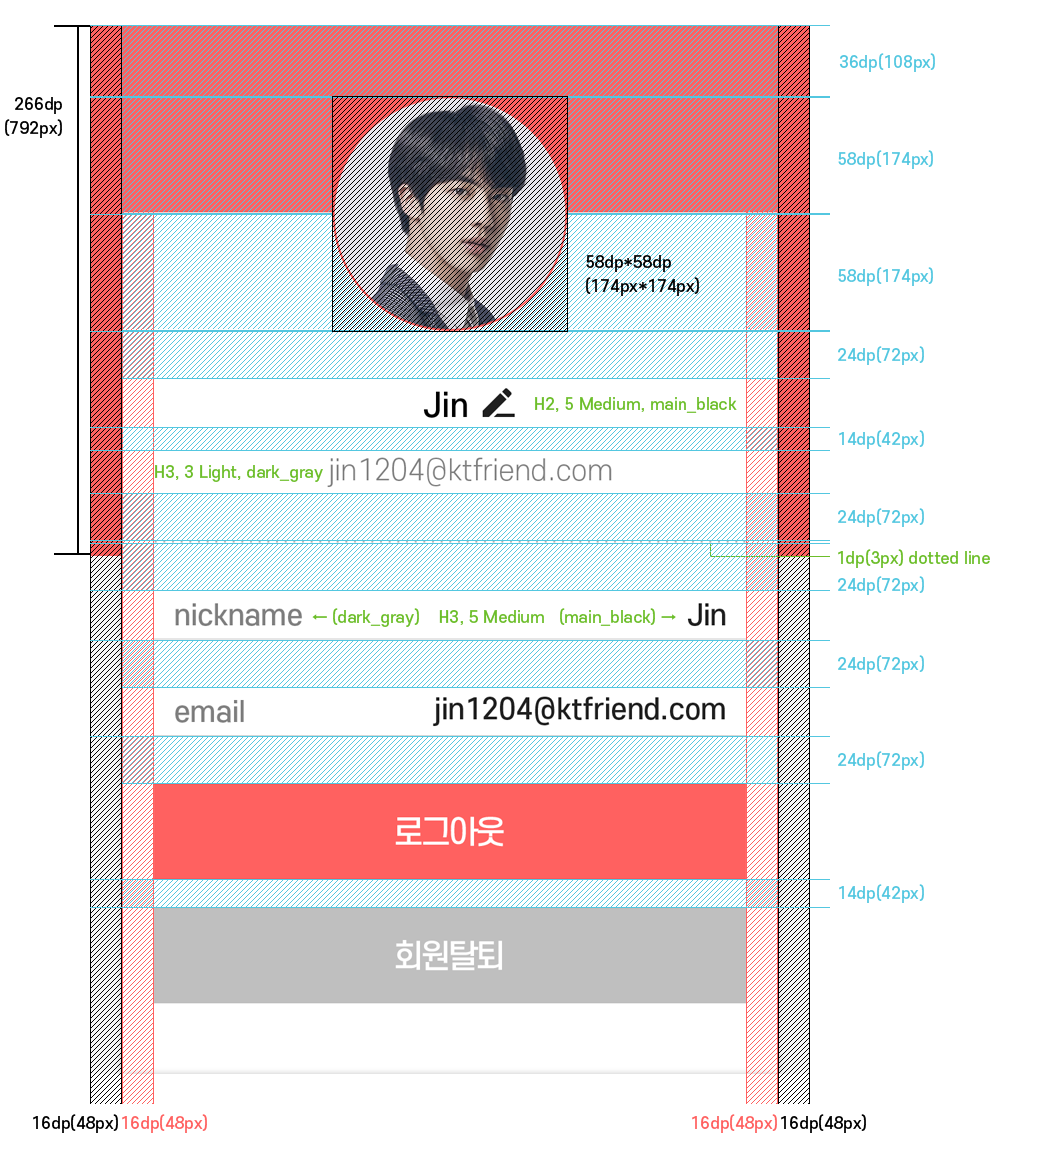 36dp(108px)
266dp
(792px)
58dp(174px)
58dp*58dp
(174px*174px)
58dp(174px)
24dp(72px)
Jin H2, 5 Medium, main_black
14dp(42px)
H3, 3 Light, dark_gray jin1204@ktfriend.com
24dp(72px)
1dp(3px) dotted line
24dp(72px)
nickname ← (dark_gray) H3, 5 Medium (main_black) → Jin
24dp(72px)
email jin1204@ktfriend.com
24dp(72px)
로그아웃
14dp(42px)
회원탈퇴
16dp(48px) 16dp(48px) 16dp(48px) 16dp(48px)